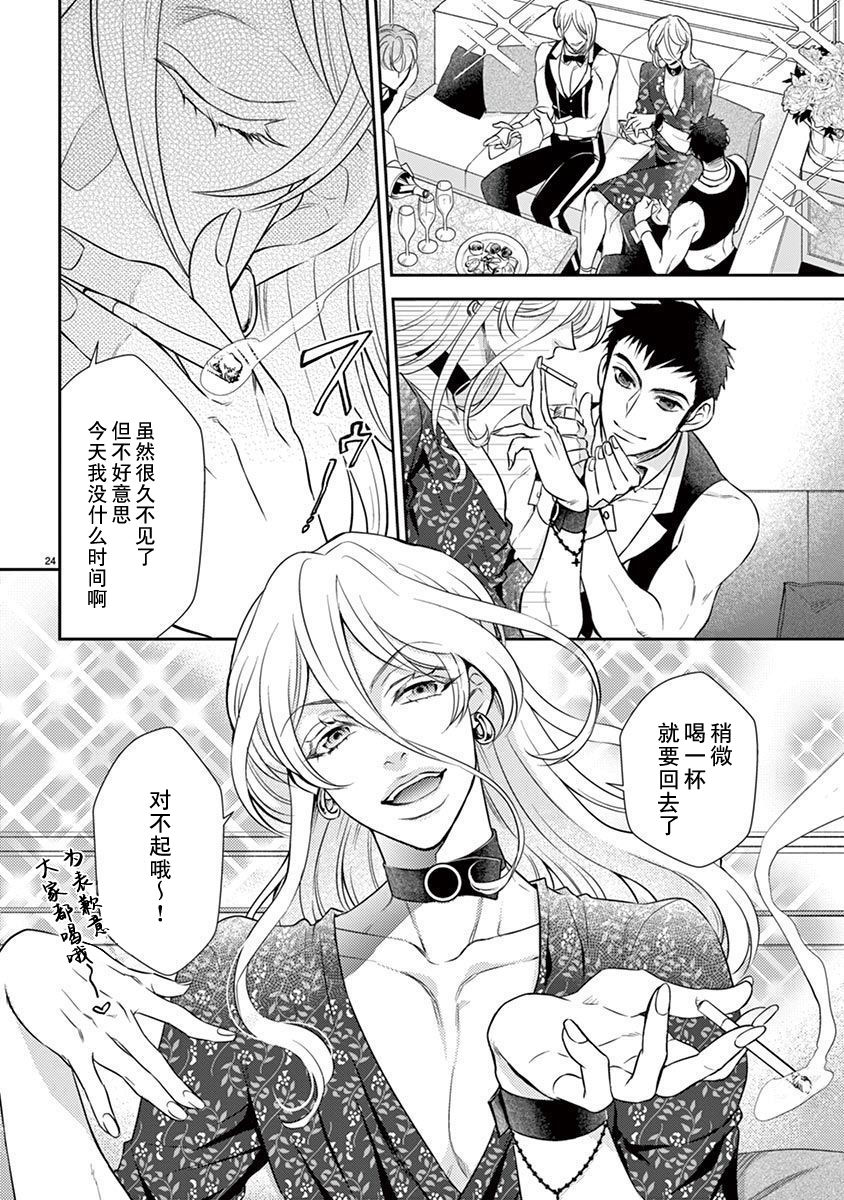 スッ
虽然很久不见了
但不好意思
今天我没什么时间啊
24
稍微
喝一杯
就要回去了
对不起哦～！
为表歉意
大家都喝哦～♡